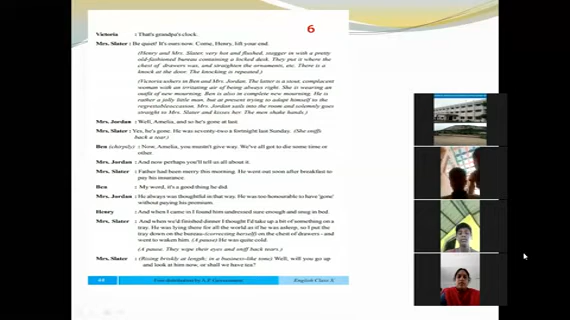 6
Victoria : That's grandpa's clock.
Mrs. Slater : Be quiet! It's ours now. Come, Henry, lift your end.
(Henry and Mrs. Slater, very hot and flushed, stagger in with a pretty
old-fashioned bureau containing a locked desk. They put it where the
chest of drawers was, and straighten the ornaments, etc. There is a
knock at the door. The knocking is repeated.)
(Victoria ushers in Ben and Mrs. Jordan. The latter is a stout, complacent
woman with an irritating air of being always right. She is wearing an
outfit of new mourning. Ben is also in complete new mourning. He is
rather a jolly little man, but at present trying to adapt himself to the
regrettable occasion. Mrs. Jordan sails into the room and solemnly goes
straight to Mrs. Slater and kisses her. The men shake hands.)
Mrs. Jordan : Well, Amelia, and so he's gone at last.
Mrs. Slater : Yes, he's gone. He was seventy-two a fortnight last Sunday. (She sniffs
back a tear.)
Ben (chirpily) : Now, Amelia, you mustn't give way. We've all got to die some time or
other.
Mrs. Jordan : And now perhaps you'll tell us all about it.
Mrs. Slater : Father had been merry this morning. He went out soon after breakfast to
pay his insurance.
Ben : My word, it's a good thing he did.
Mrs. Jordan : He always was thoughtful in that way. He was too honourable to have 'gone'
without paying his premium.
Henry : And when I came in I found him undressed sure enough and snug in bed.
Mrs. Slater : And when we'd finished dinner I thought I'd take up a bit of something on a
tray. He was lying there for all the world as if he was asleep, so I put the
tray down on the bureau-(correcting herself) on the chest of drawers - and
went to waken him. (A pause) He was quite cold.
(A pause. They wipe their eyes and sniff back tears.)
Mrs. Slater : (Rising briskly at length; in a business-like tone) Well, will you go up
and look at him now, or shall we have tea?
44 Free distribution by A.P. Government English Class X